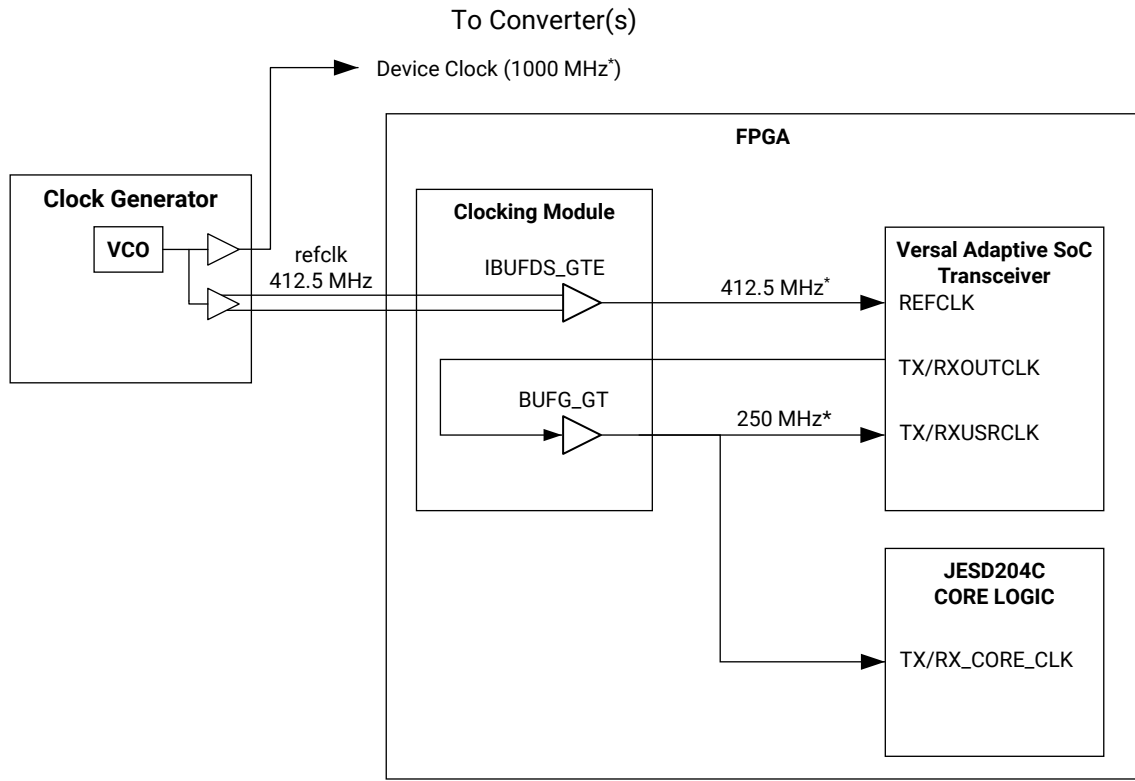 To Converter(s)
Device Clock (1000 MHz*)
FPGA
Clock Generator
VCO
refclk
412.5 MHz
Clocking Module
IBUFDS_GTE
412.5 MHz*
Versal Adaptive SoC
Transceiver
REFCLK
TX/RXOUTCLK
BUFG_GT
250 MHz*
TX/RXUSRCLK
JESD204C
CORE LOGIC
TX/RX_CORE_CLK